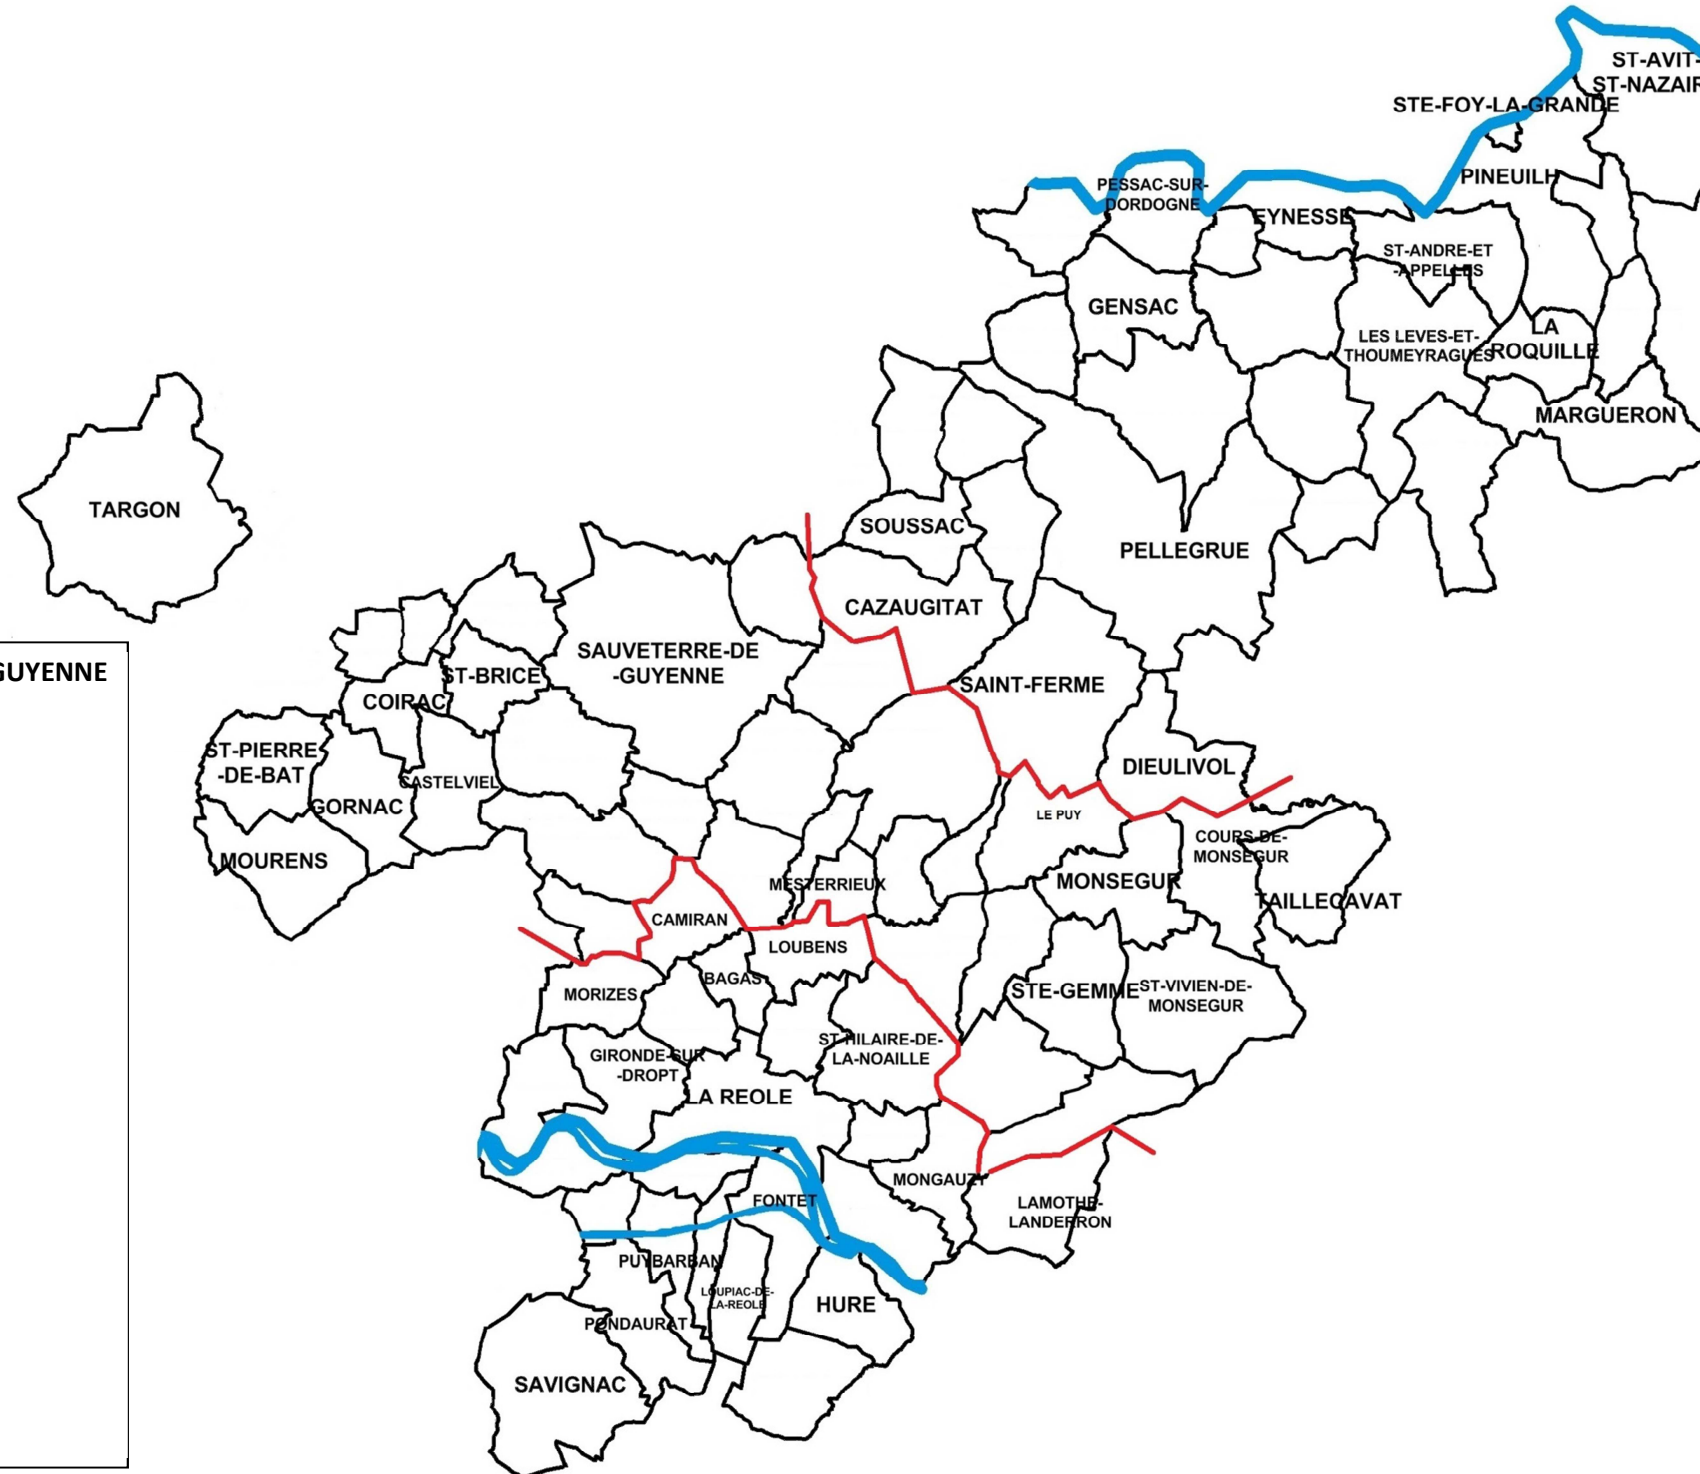 ST-AVIT-
ST-NAZAIR
STE-FOY-LA-GRANDE
PINEUILH
PESSAC-SUR-
DORDOGNE
EYNESSE
ST-ANDRE-ET
-APPELLES
GENSAC
LES LEVES-ET-
THOUMEYRAGUES
LA
ROQUILLE
MARGUERON
TARGON
SOUSSAC
PELLEGRUE
CAZAUGITAT
SAUVETERRE-DE
-GUYENNE
GUYENNE
ST-BRICE
COIRAC
SAINT-FERME
ST-PIERRE
-DE-BAT
DIEULIVOL
CASTELVIEL
GORNAC
LE PUY
COURS-DE-
MONSEGUR
MOURENS
MESTERRIEUX
MONSEGUR
TAILLECAVAT
CAMIRAN
LOUBENS
BAGAS
MORIZES
STE-GEMME
ST-VIVIEN-DE-
MONSEGUR
GIRONDE-SUR
-DROPT
ST-HILAIRE-DE-
LA-NOAILLE
LA REOLE
MONGAUZY
FONTET
LAMOTHE-
LANDERRON
PUYBARBAN
LOUPIAC-DE-
LA-REOLE
HURE
PONDAURAT
SAVIGNAC